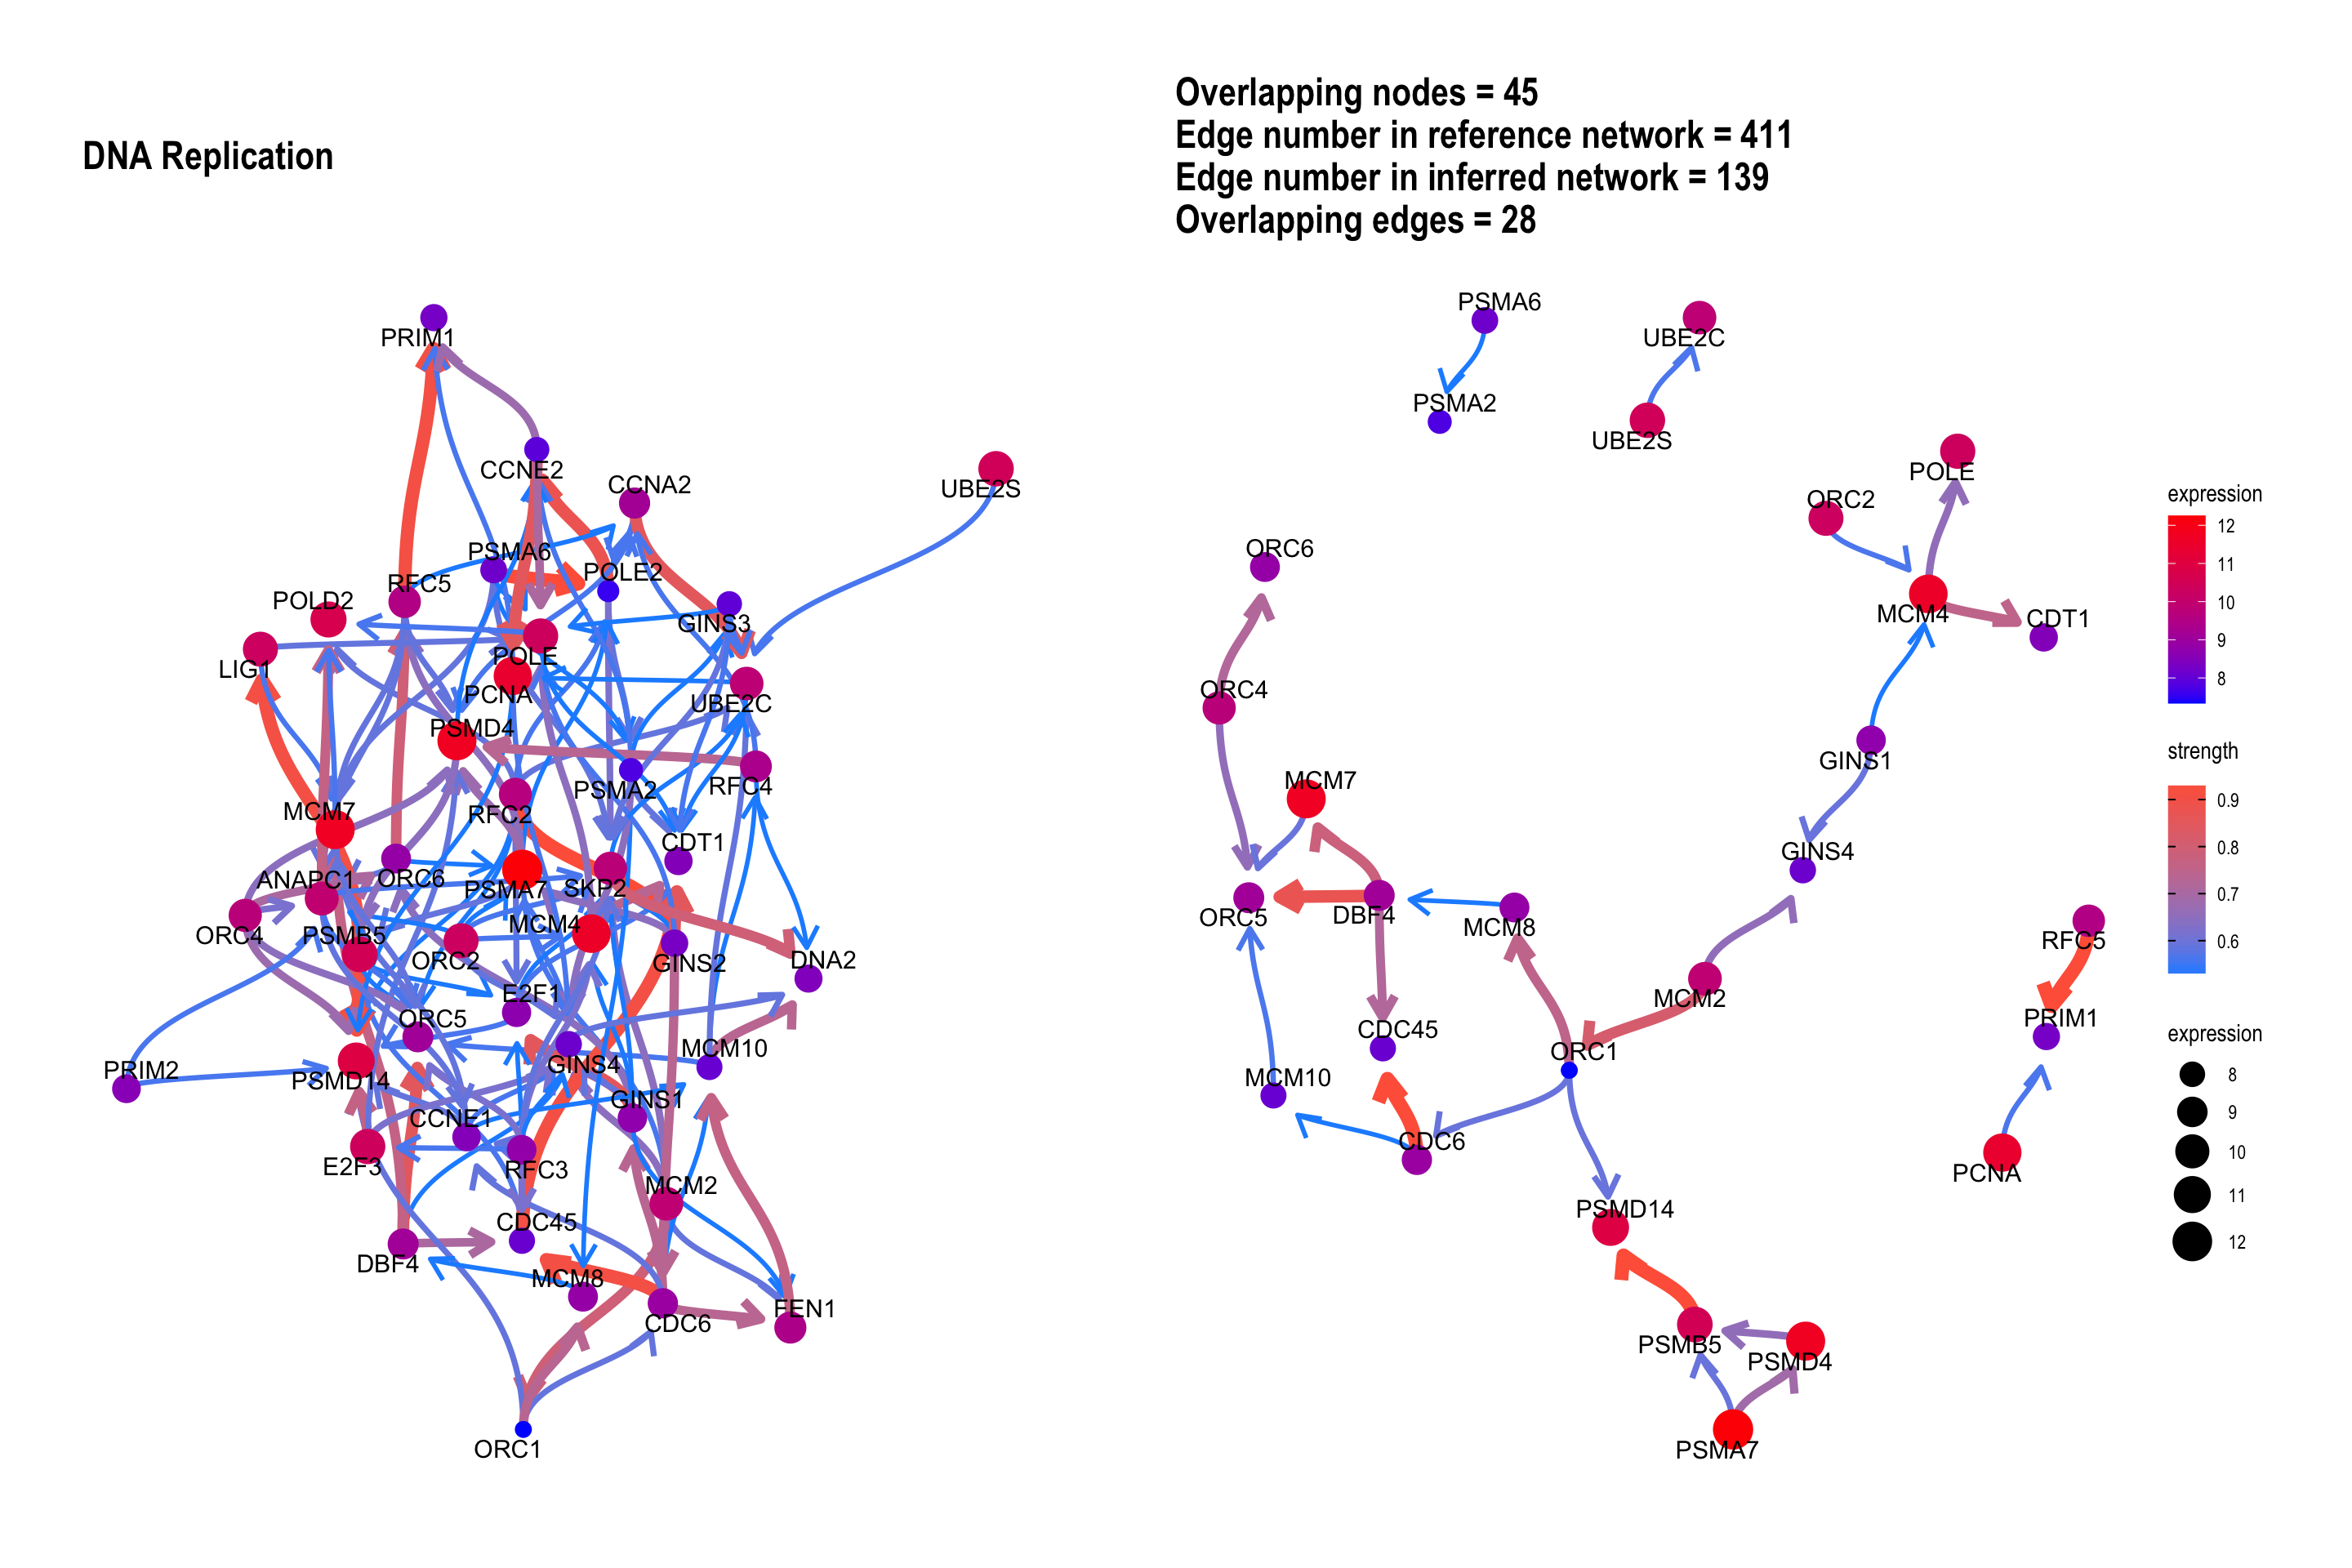 DNA Replication
Overlapping nodes = 45
Edge number in reference network = 411
Edge number in inferred network = 139
Overlapping edges = 28
PRIM1
CCNE2
CCNA2
UBE2S
PSMA6
POLE2
RFC5
POLD2
GINS3
LIG1
POLE
PCNA
UBE2C
PSMD4
PSMA2
RFC4
MCM7
RFC2
CDT1
ANAPC1
ORC6
PSMA7
SKP2
ORC4
PSMB5
MCM4
ORC2
GINS2
DNA2
E2F1
ORC5
PRIM2
PSMD14
GINS4
MCM10
CCNE1
GINS1
E2F3
RFC3
MCM2
CDC45
DBF4
MCM8
CDC6
FEN1
ORC1
PSMA6
UBE2C
PSMA2
UBE2S
POLE
ORC2
ORC6
MCM4
CDT1
ORC4
GINS1
MCM7
GINS4
ORC5
DBF4
MCM8
RFC5
MCM2
PRIM1
CDC45
ORC1
MCM10
CDC6
PCNA
PSMD14
PSMB5
PSMD4
PSMA7
expression
12
11
10
9
8
strength
0.9
0.8
0.7
0.6
expression
8
9
10
11
12